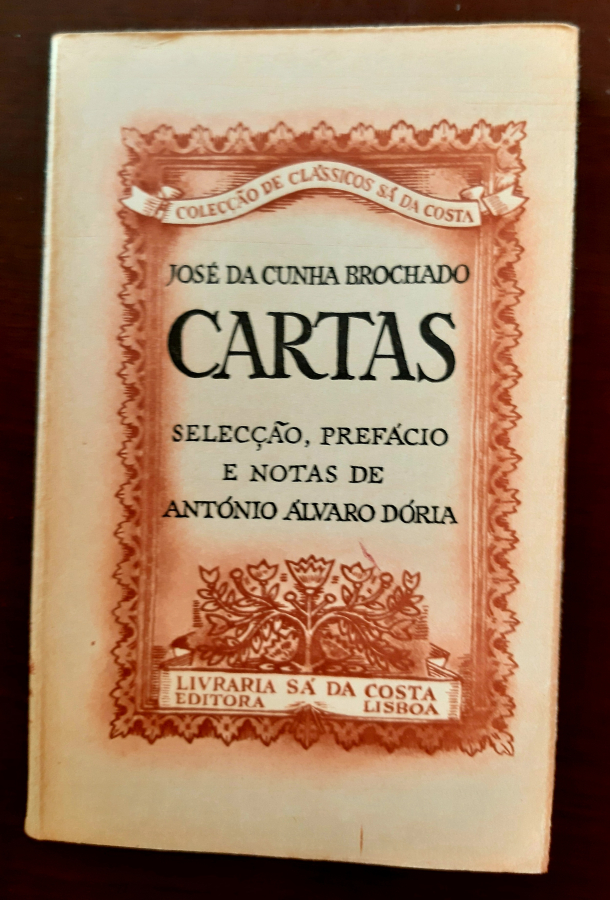 COLECÇÃO DE CLÁSSICOS SÁ DA COSTA
JOSÉ DA CUNHA BROCHADO
CARTAS
SELECÇÃO, PREFÁCIO
E NOTAS DE
ANTÓNIO ÁLVARO DÓRIA
LIVRARIA SÁ DA COSTA
EDITORA LISBOA